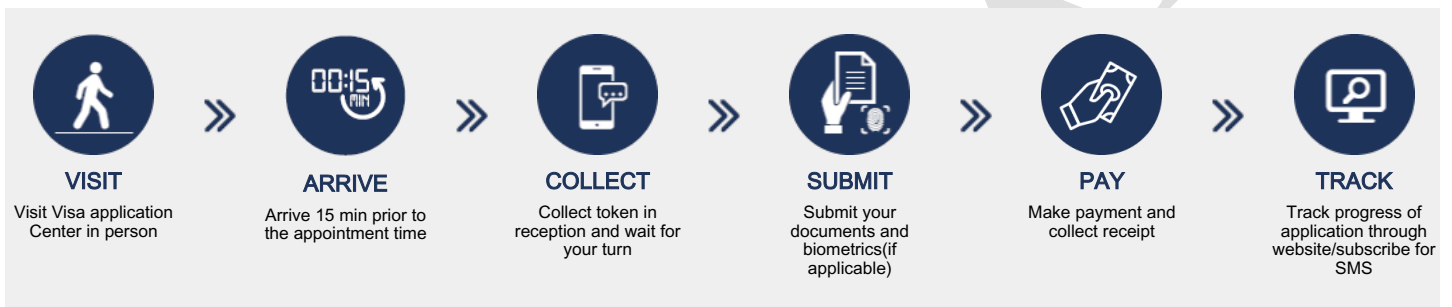 VISIT
Visit Visa application
Center in person
00:15
MIN
ARRIVE
Arrive 15 min prior to
the appointment time
COLLECT
Collect token in
reception and wait for
your turn
SUBMIT
Submit your
documents and
biometrics(if
applicable)
PAY
Make payment and
collect receipt
TRACK
Track progress of
application through
website/subscribe for
SMS